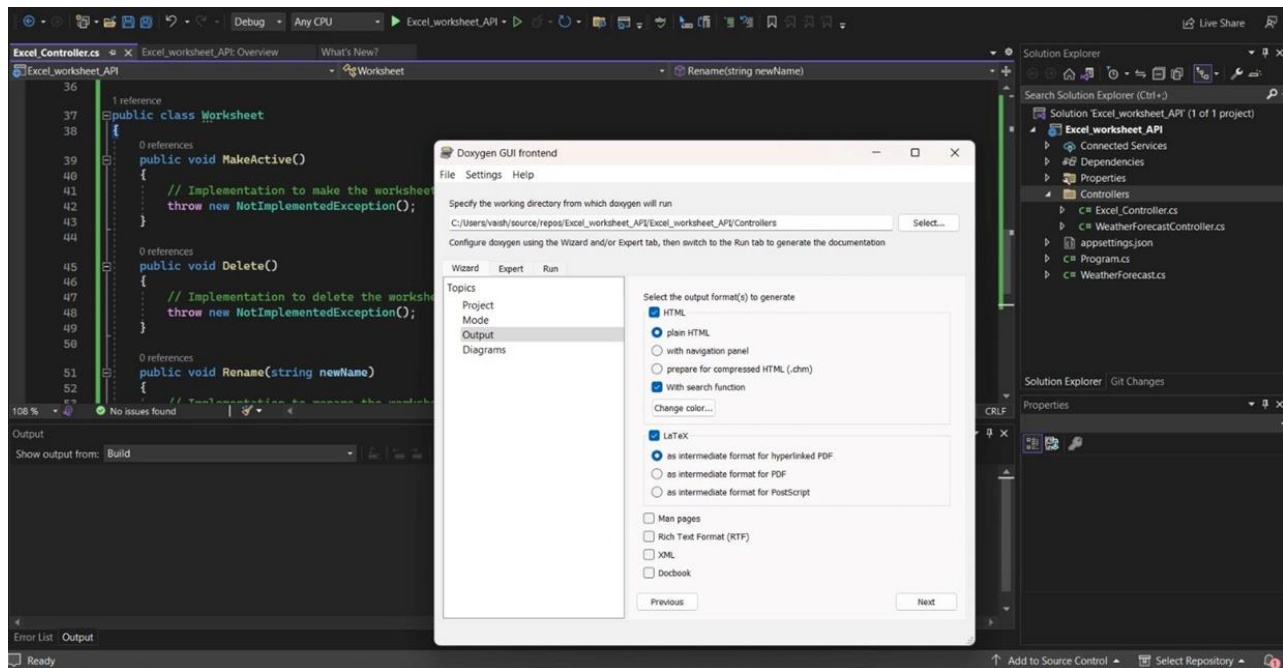 Debug Any CPU Excel_worksheet_API Live Share
Excel_Controller.cs Excel_worksheet_API: Overview What's New?
Excel_worksheet_API Worksheet Rename(string newName)
36
1 reference
37 public class Worksheet
38 {
0 references
39 public void MakeActive()
40 {
41 // Implementation to make the worksheet
42 throw new NotImplementedException();
43 }
44
0 references
45 public void Delete()
46 {
47 // Implementation to delete the workshe
48 throw new NotImplementedException();
49 }
50
0 references
51 public void Rename(string newName)
52 {
108 % No issues found
CRLF
Output
Show output from: Build
Error List Output
Ready
Doxygen GUI frontend
File Settings Help
Specify the working directory from which doxygen will run
C:/Users/vaish/source/repos/Excel_worksheet_API/Excel_worksheet_API/Controllers Select...
Configure doxygen using the Wizard and/or Expert tab, then switch to the Run tab to generate the documentation
Wizard Expert Run
Topics
Project
Mode
Output
Diagrams
Select the output format(s) to generate
HTML
plain HTML
with navigation panel
prepare for compressed HTML (.chm)
With search function
Change color...
LaTeX
as intermediate format for hyperlinked PDF
as intermediate format for PDF
as intermediate format for PostScript
Man pages
Rich Text Format (RTF)
XML
Docbook
Previous Next
Solution Explorer
Search Solution Explorer (Ctrl+;)
Solution 'Excel_worksheet_API' (1 of 1 project)
Excel_worksheet_API
Connected Services
Dependencies
Properties
Controllers
C# Excel_Controller.cs
C# WeatherForecastController.cs
appsettings.json
C# Program.cs
C# WeatherForecast.cs
Solution Explorer Git Changes
Properties
Add to Source Control Select Repository